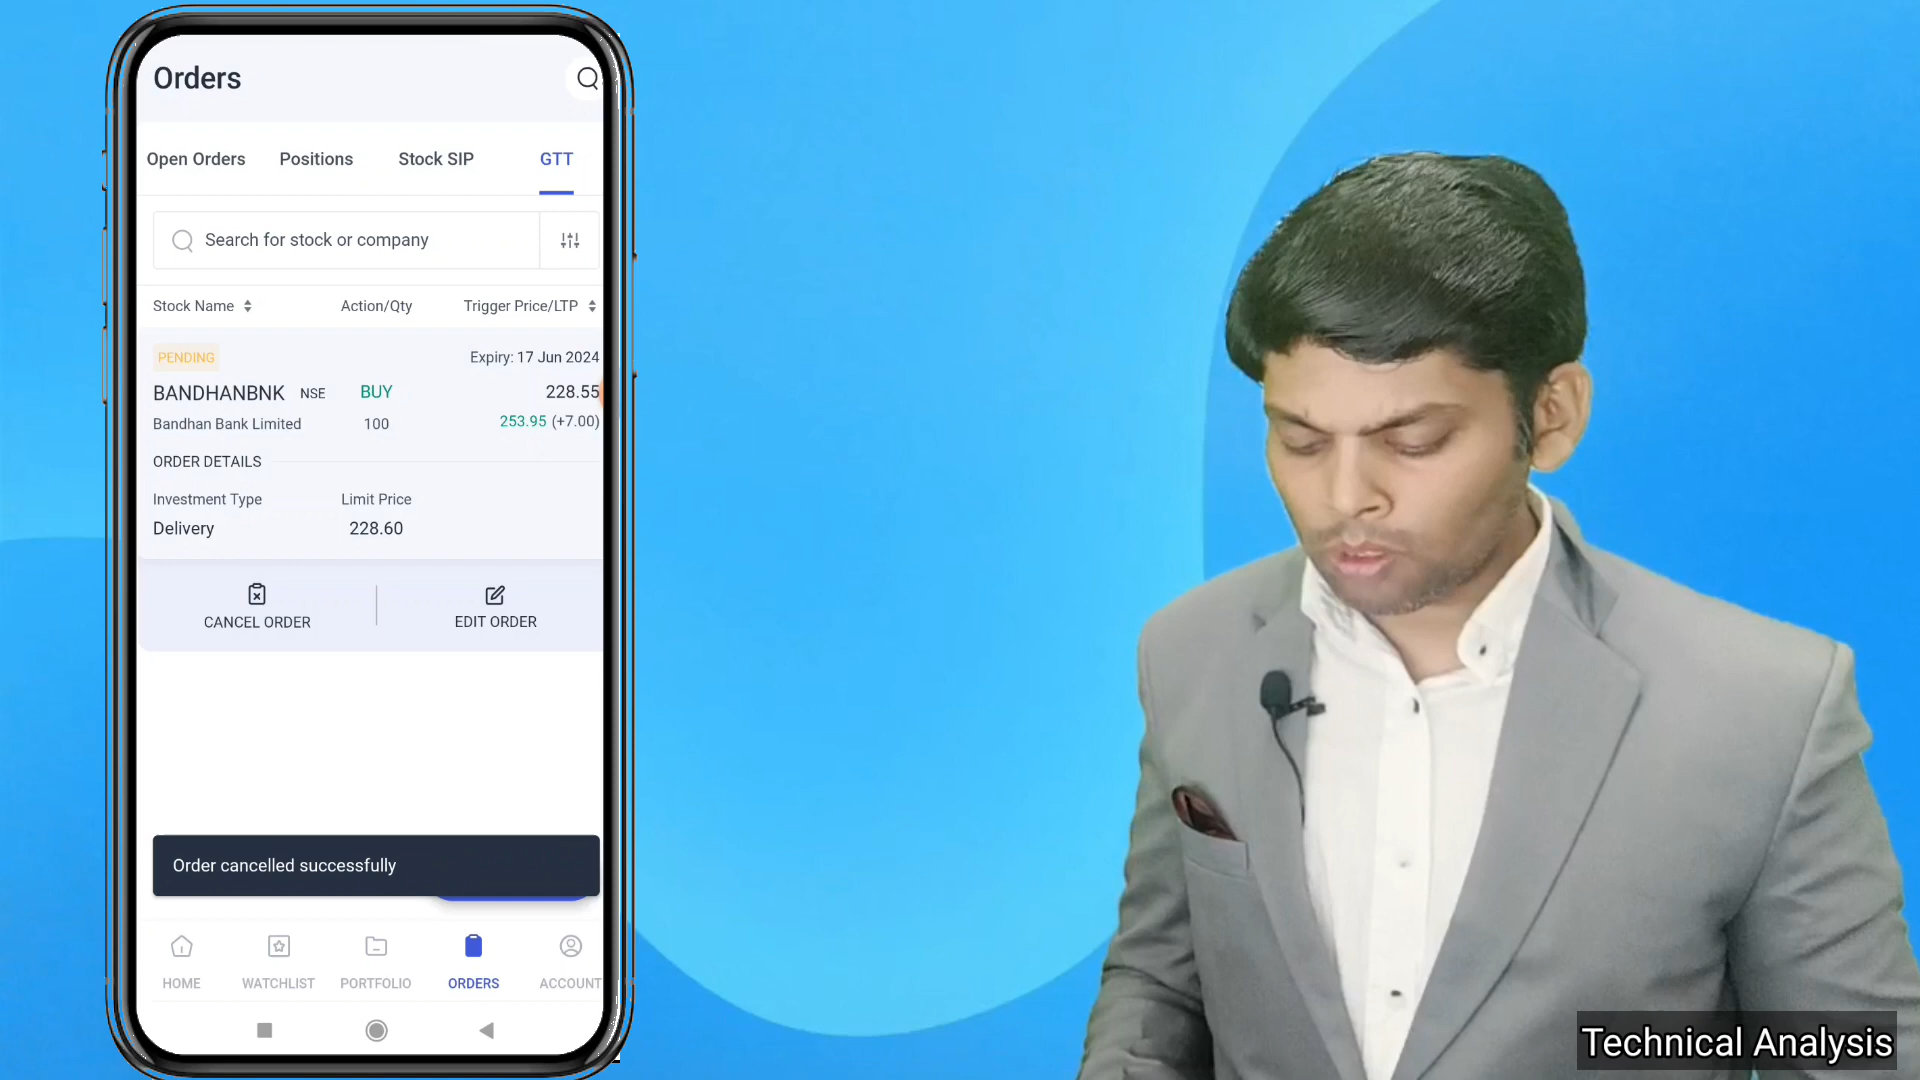 Orders
Open Orders Positions Stock SIP GTT
Search for stock or company
Stock Name Action/Qty Trigger Price/LTP
PENDING Expiry: 17 Jun 2024
BANDHANBNK NSE BUY 228.55
Bandhan Bank Limited 100 253.95 (+7.00)
ORDER DETAILS
Investment Type Limit Price
Delivery 228.60
CANCEL ORDER EDIT ORDER
Order cancelled successfully
HOME WATCHLIST PORTFOLIO ORDERS ACCOUNT
Technical Analysis